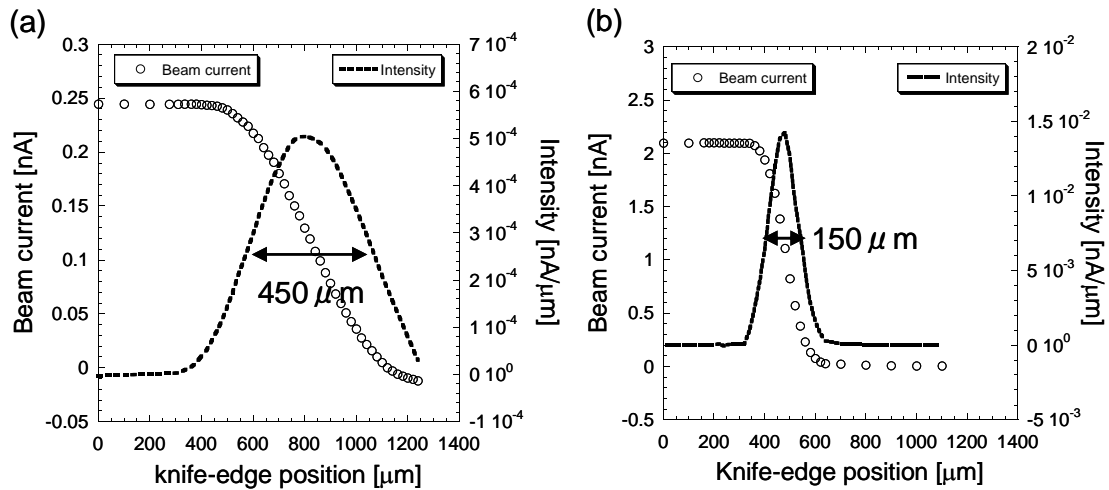 (a)
0.3
0.25
0.2
0.15
0.1
0.05
0
-0.05
Beam current [nA]
Beam current
Intensity
450 μm
7 10⁻⁴
6 10⁻⁴
5 10⁻⁴
4 10⁻⁴
3 10⁻⁴
2 10⁻⁴
1 10⁻⁴
0 10⁰
-1 10⁻⁴
Intensity [nA/μm]
0 200 400 600 800 1000 1200 1400
knife-edge position [μm]
(b)
3
2.5
2
1.5
1
0.5
0
-0.5
Beam current [nA]
Beam current
Intensity
150 μm
2 10⁻²
1.5 10⁻²
1 10⁻²
5 10⁻³
0 10⁰
-5 10⁻³
Intensity [nA/μm]
0 200 400 600 800 1000 1200 1400
Knife-edge position [μm]